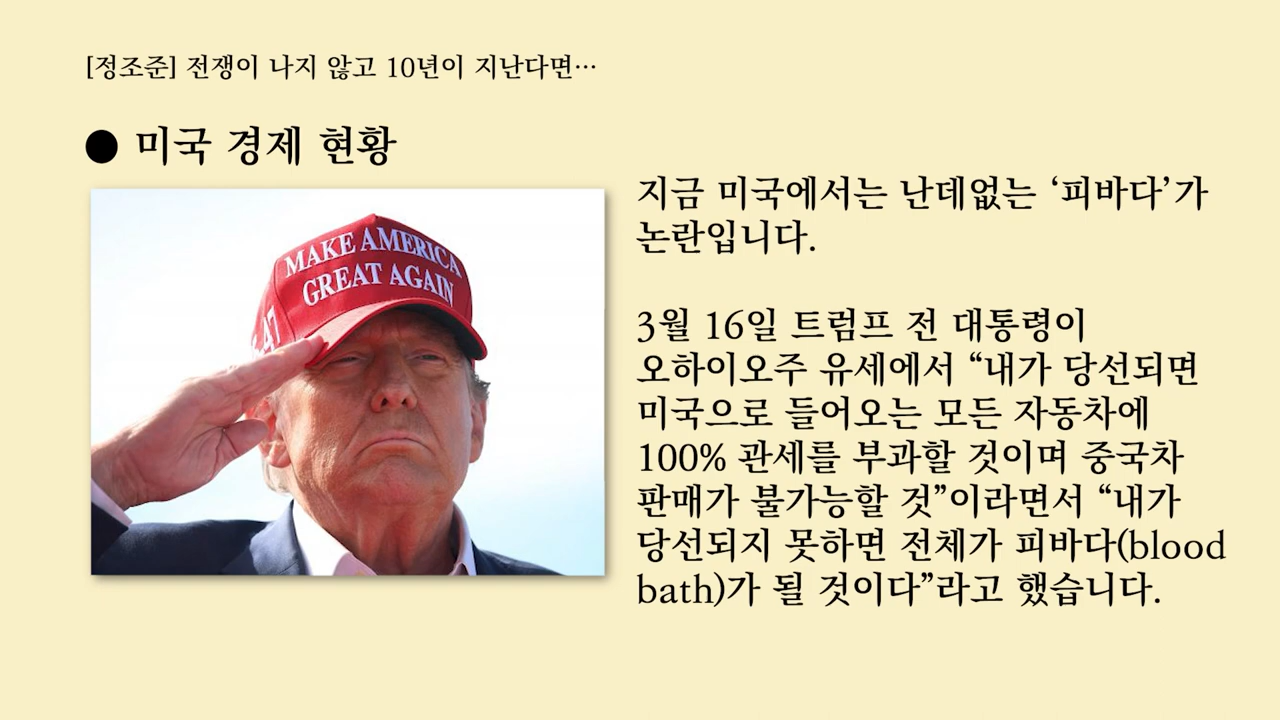 [정조준] 전쟁이 나지 않고 10년이 지난다면…
● 미국 경제 현황
MAKE AMERICA
GREAT AGAIN
47
지금 미국에서는 난데없는 ‘피바다’가
논란입니다.
3월 16일 트럼프 전 대통령이
오하이오주 유세에서 “내가 당선되면
미국으로 들어오는 모든 자동차에
100% 관세를 부과할 것이며 중국차
판매가 불가능할 것”이라면서 “내가
당선되지 못하면 전체가 피바다(blood
bath)가 될 것이다”라고 했습니다.